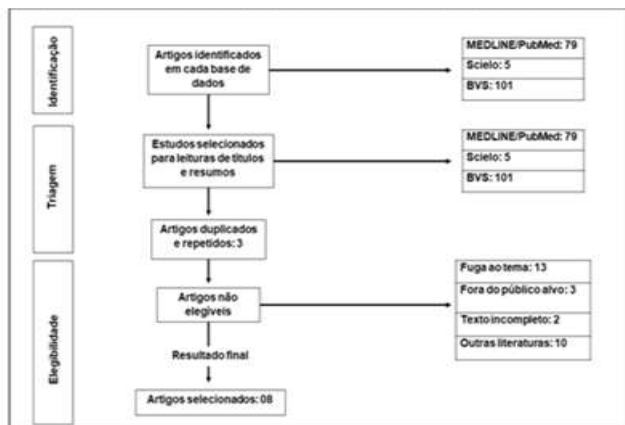 Identificação
Artigos identificados
em cada base de
dados
MEDLINE/PubMed: 79
Scielo: 5
BVS: 101
Triagem
Estudos selecionados
para leituras de títulos
e resumos
MEDLINE/PubMed: 79
Scielo: 5
BVS: 101
Artigos duplicados
e repetidos: 3
Elegibilidade
Artigos não
elegíveis
Fuga ao tema: 13
Fora do público alvo: 3
Texto incompleto: 2
Outras literaturas: 10
Resultado final
Artigos selecionados: 08